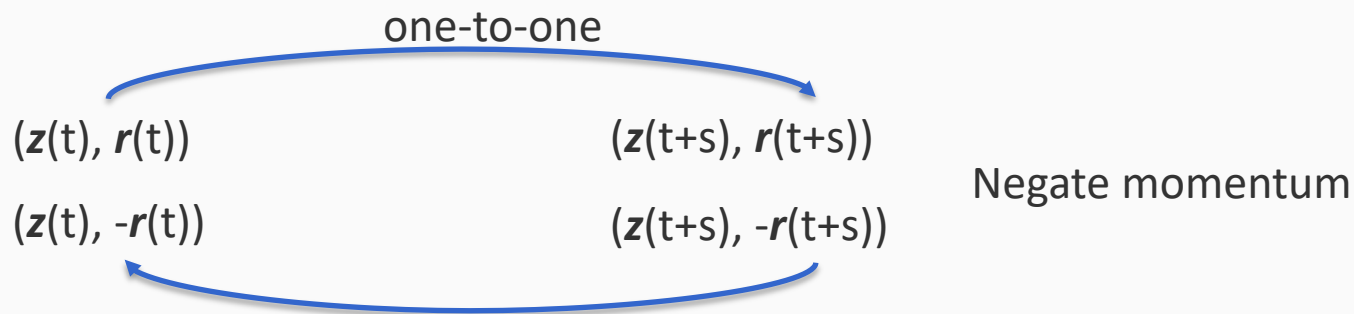 one-to-one
(z(t), r(t))
(z(t+s), r(t+s))
Negate momentum
(z(t), -r(t))
(z(t+s), -r(t+s))